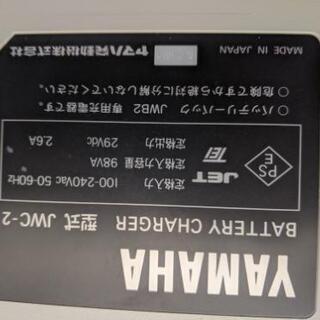 YAMAHA
BATTERY CHARGER 型式 JWC-2
定格入力 100-240Vac 50-60Hz
定格入力容量 98VA
定格出力 29Vdc 2.6A
PS
E
JET
○ バッテリーパック JWB2 専用充電器です。
○ 危険ですから絶対に分解しないでください。
ヤマハ発動機株式会社
MADE IN JAPAN